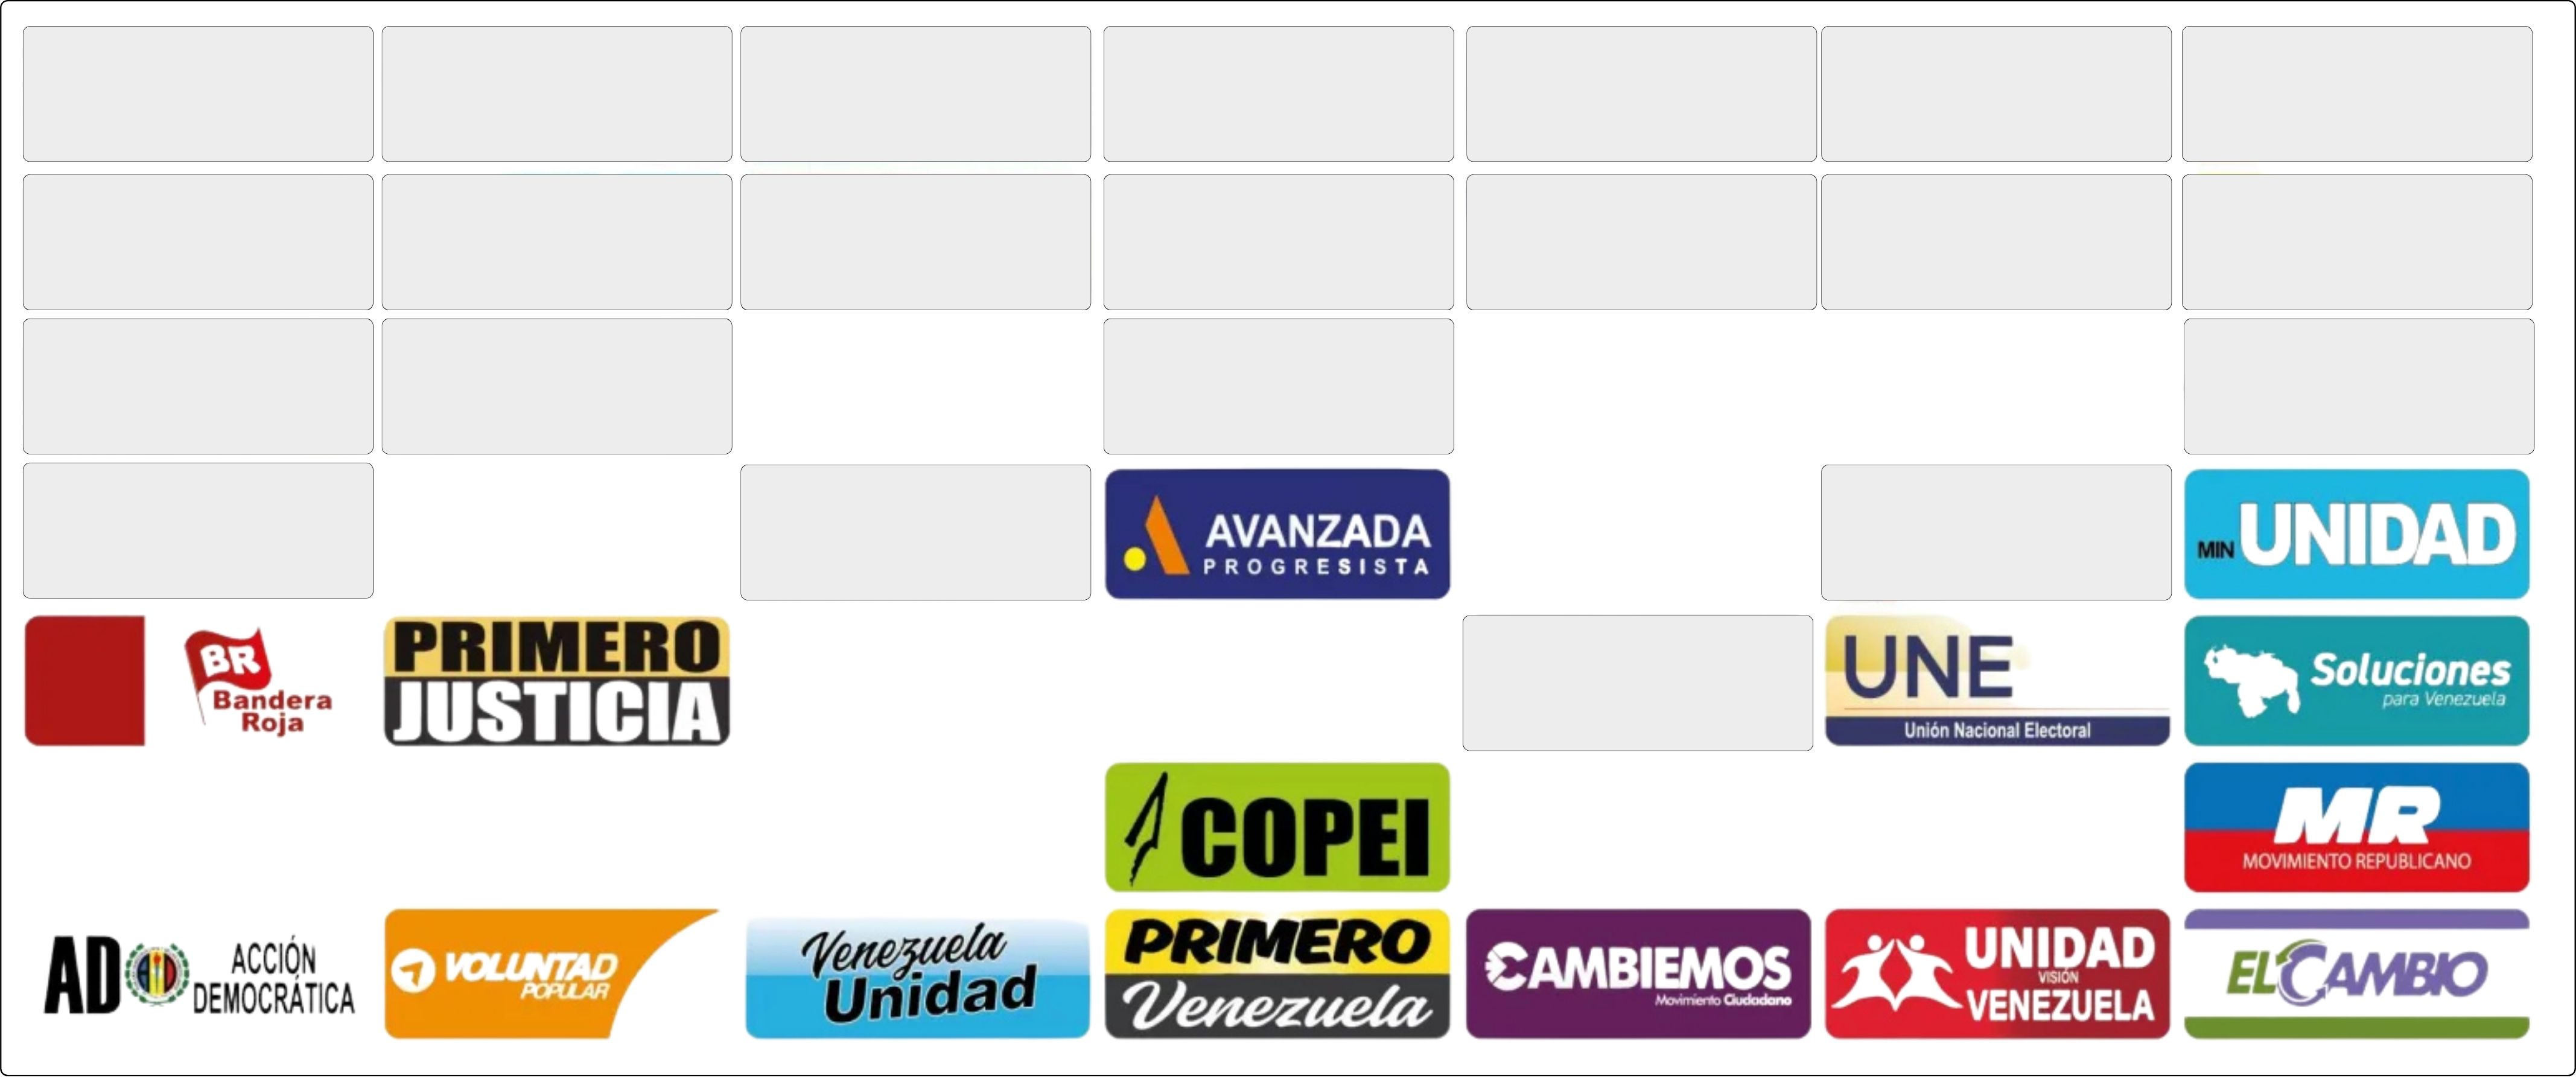 AVANZADA
PROGRESISTA
MIN UNIDAD
BR
Bandera
Roja
PRIMERO
JUSTICIA
UNE
Unión Nacional Electoral
Soluciones
para Venezuela
COPEI
MR
MOVIMIENTO REPUBLICANO
AD
ACCIÓN
DEMOCRÁTICA
VOLUNTAD
POPULAR
Venezuela
Unidad
PRIMERO
Venezuela
CAMBIEMOS
Movimiento Ciudadano
UNIDAD
VISIÓN
VENEZUELA
EL CAMBIO